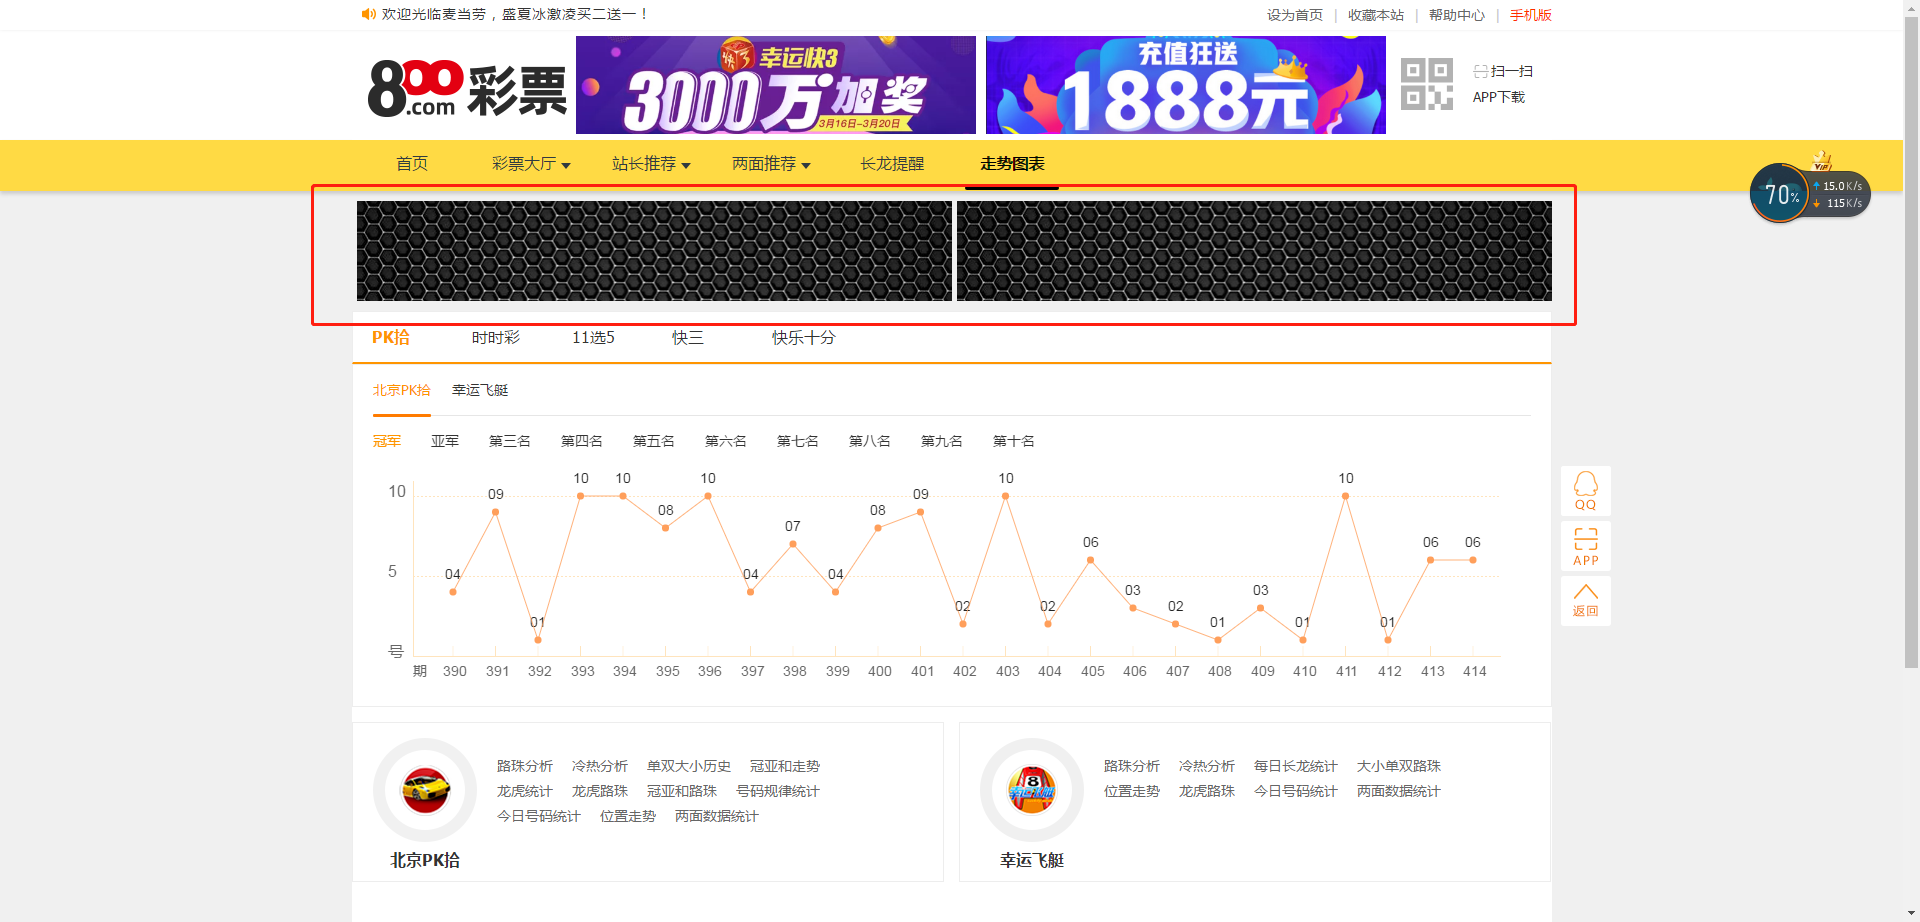 欢迎光临麦当劳，盛夏冰激凌买二送一！
设为首页 | 收藏本站 | 帮助中心 | 手机版
800.com 彩票
快3 幸运快3
3000万加奖
3月16日-3月20日
充值狂送
1888元
扫一扫
APP下载
首页 彩票大厅 站长推荐 两面推荐 长龙提醒 走势图表
VIP
70% 15.0K/s
115K/s
PK拾 时时彩 11选5 快三 快乐十分
北京PK拾 幸运飞艇
冠军 亚军 第三名 第四名 第五名 第六名 第七名 第八名 第九名 第十名
10
5
号
04 09 01 10 10 08 10 04 07 04 08 09 02 10 02 06 03 02 01 03 01 10 01 06 06
期 390 391 392 393 394 395 396 397 398 399 400 401 402 403 404 405 406 407 408 409 410 411 412 413 414
QQ
APP
返回
路珠分析 冷热分析 单双大小历史 冠亚和走势
龙虎统计 龙虎路珠 冠亚和路珠 号码规律统计
今日号码统计 位置走势 两面数据统计
北京PK拾
路珠分析 冷热分析 每日长龙统计 大小单双路珠
位置走势 龙虎路珠 今日号码统计 两面数据统计
8
幸运飞艇
幸运飞艇